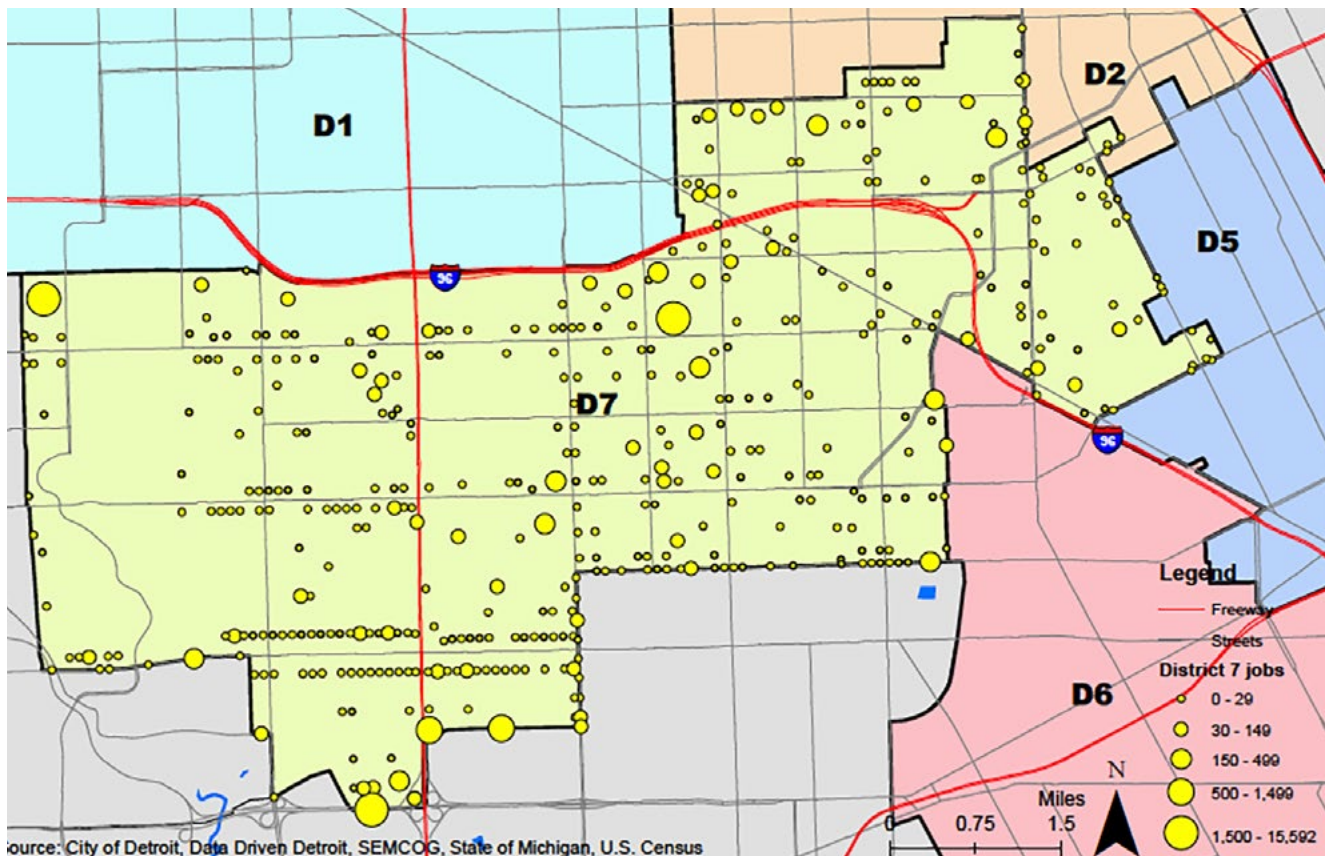 D1
D2
D5
96
D7
96
Legend
Freeway
Streets
District 7 jobs
0 - 29
30 - 149
150 - 499
500 - 1,499
1,500 - 15,592
D6
N
Miles
0 0.75 1.5
Source: City of Detroit, Data Driven Detroit, SEMCOG, State of Michigan, U.S. Census